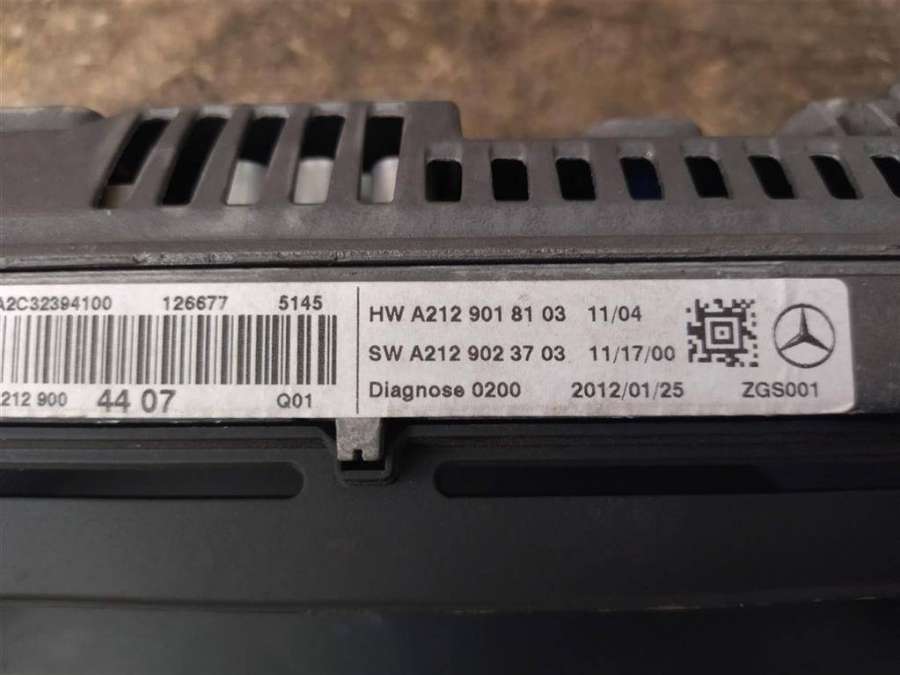 A2C32394100 126677 5145
A212 900 44 07 Q01
HW A212 901 81 03 11/04
SW A212 902 37 03 11/17/00
Diagnose 0200 2012/01/25 ZGS001